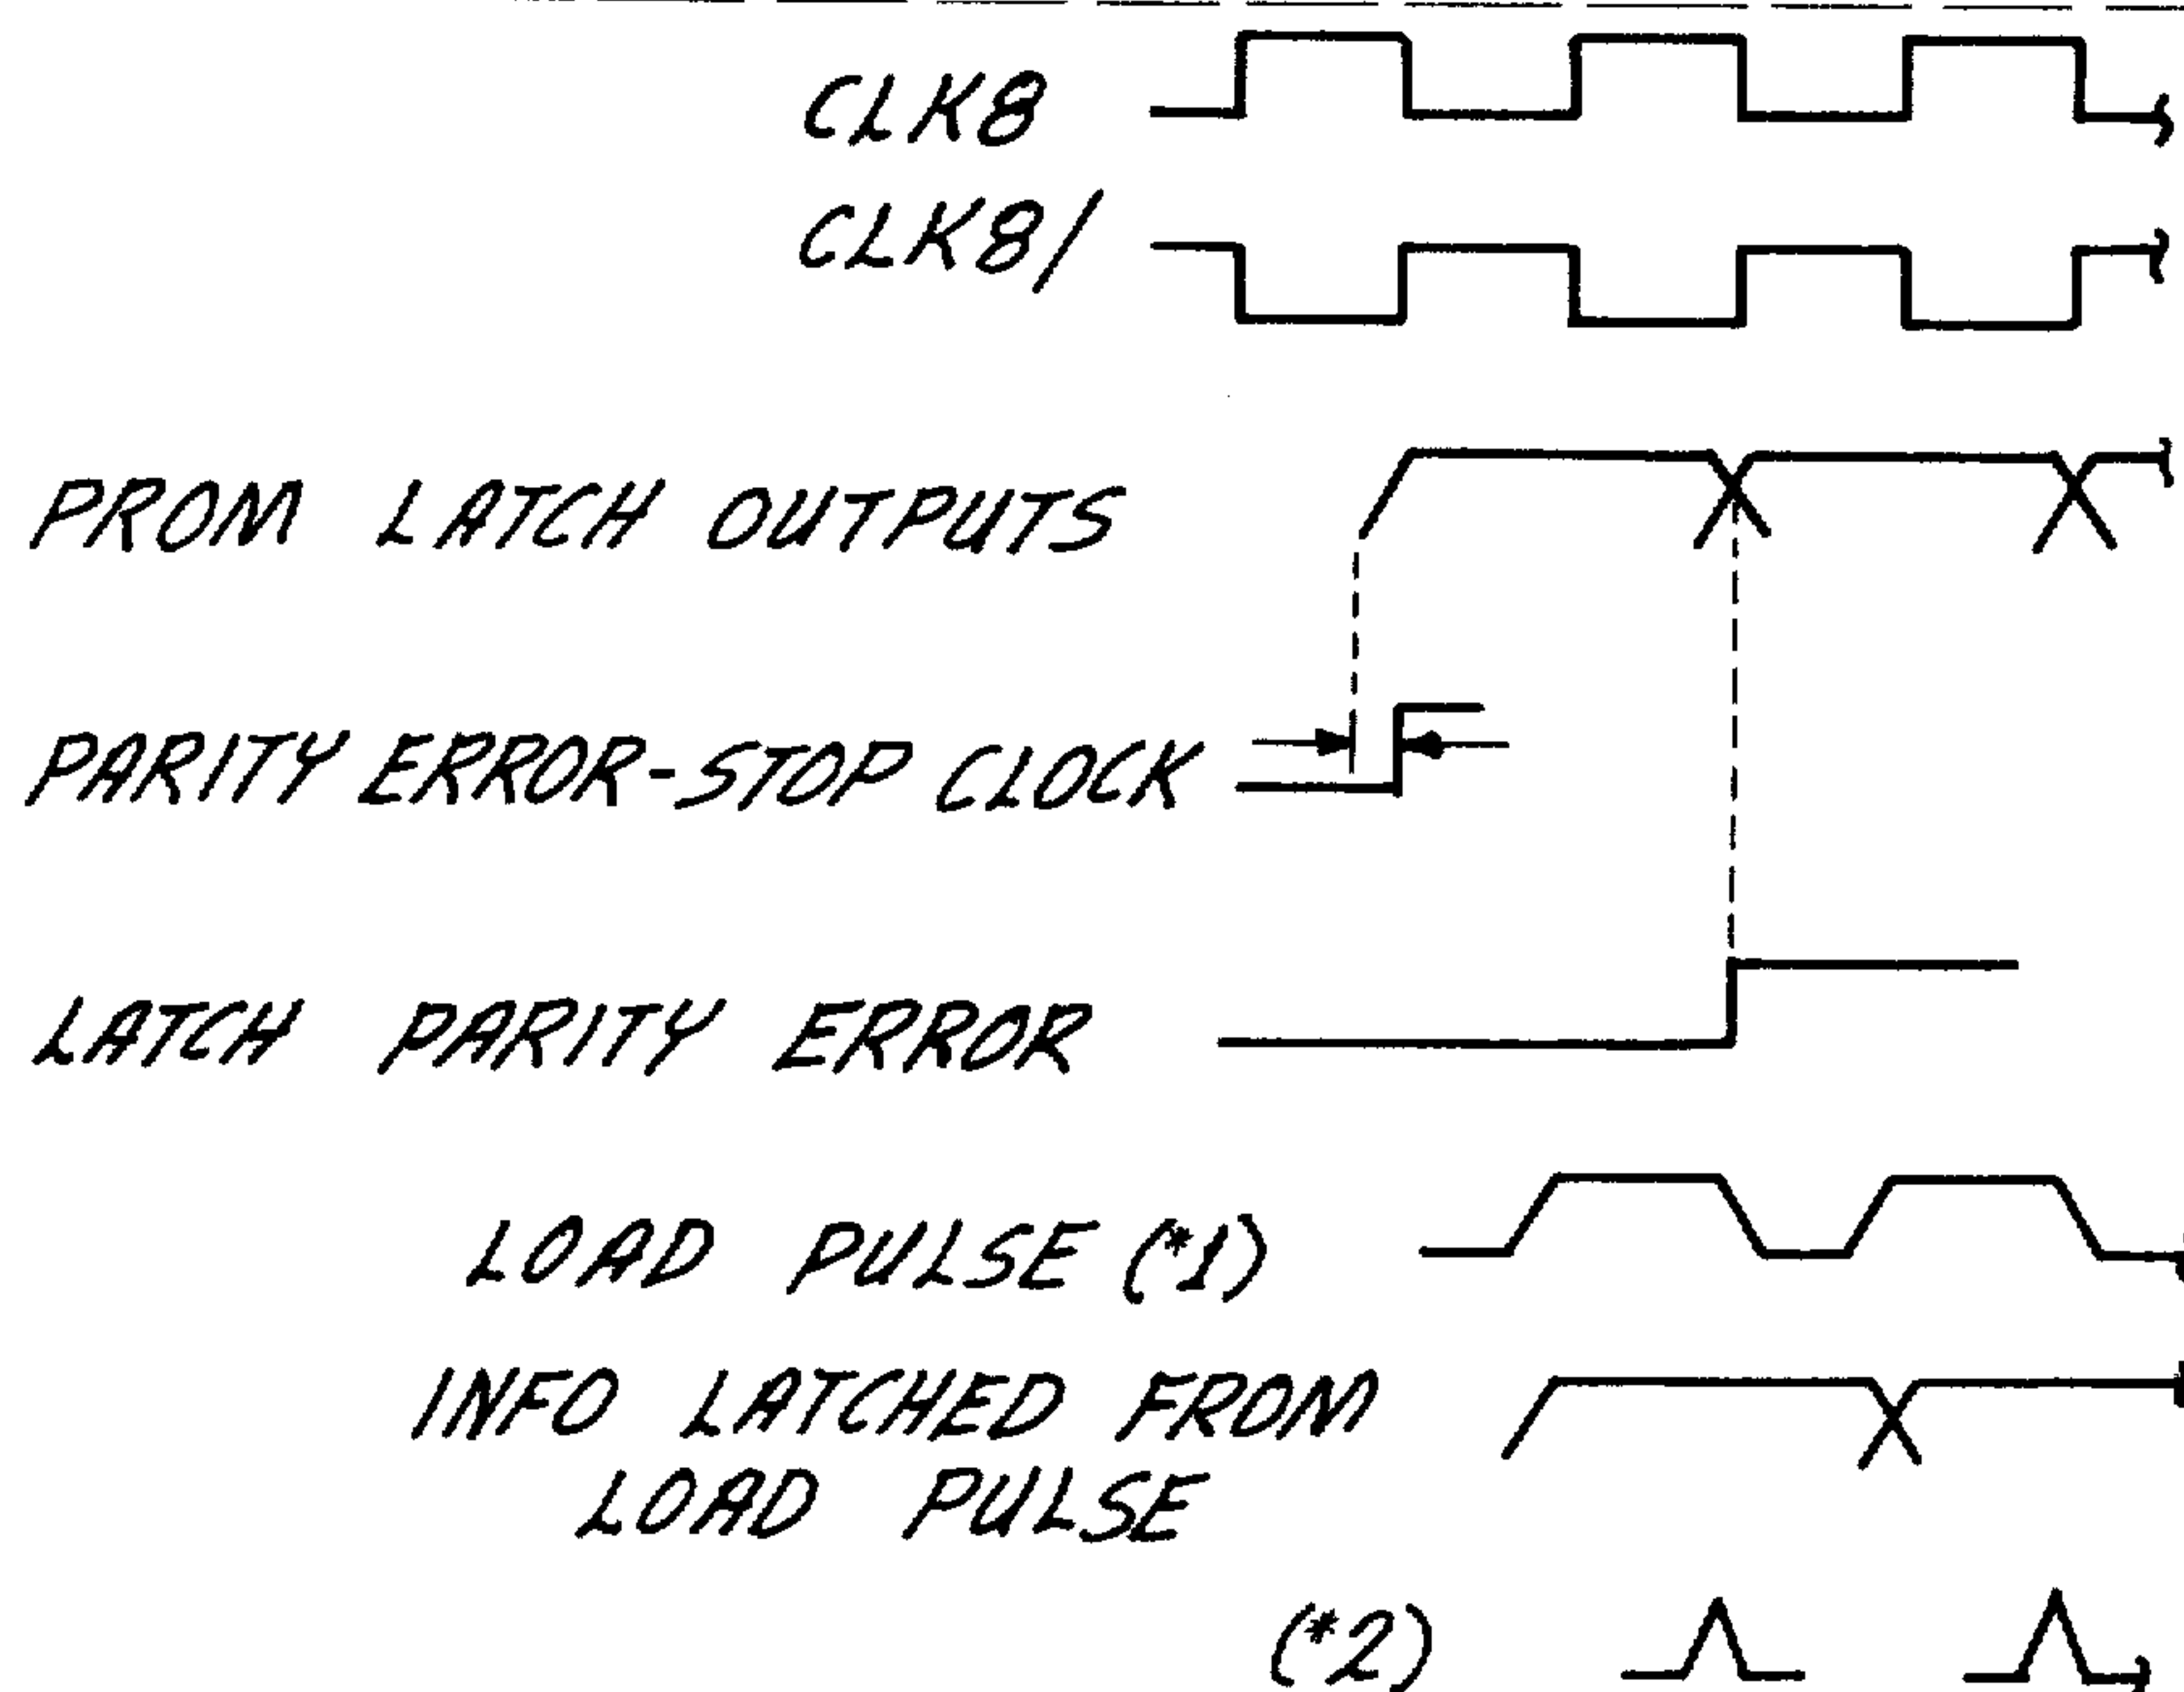 CLK8
CLK8/
PROM LATCH OUTPUTS
PARITY ERROR-STOP CLOCK
LATCH PARITY ERROR
LOAD PULSE (*1)
INFO LATCHED FROM
LOAD PULSE
(*2)